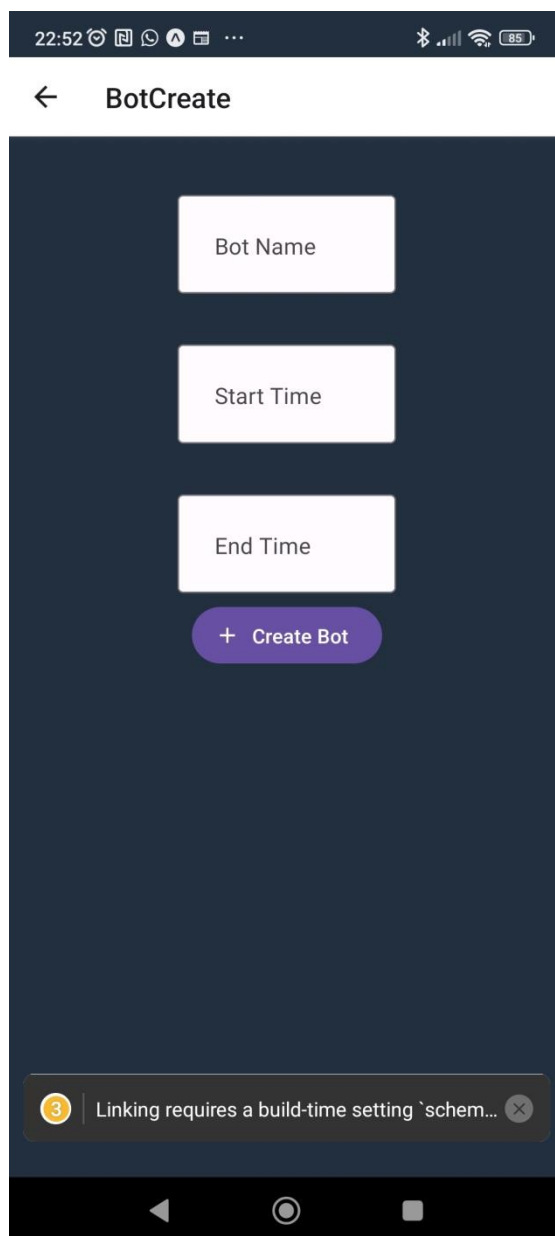 22:52
85
BotCreate
Bot Name
Start Time
End Time
+ Create Bot
3 Linking requires a build-time setting `schem...